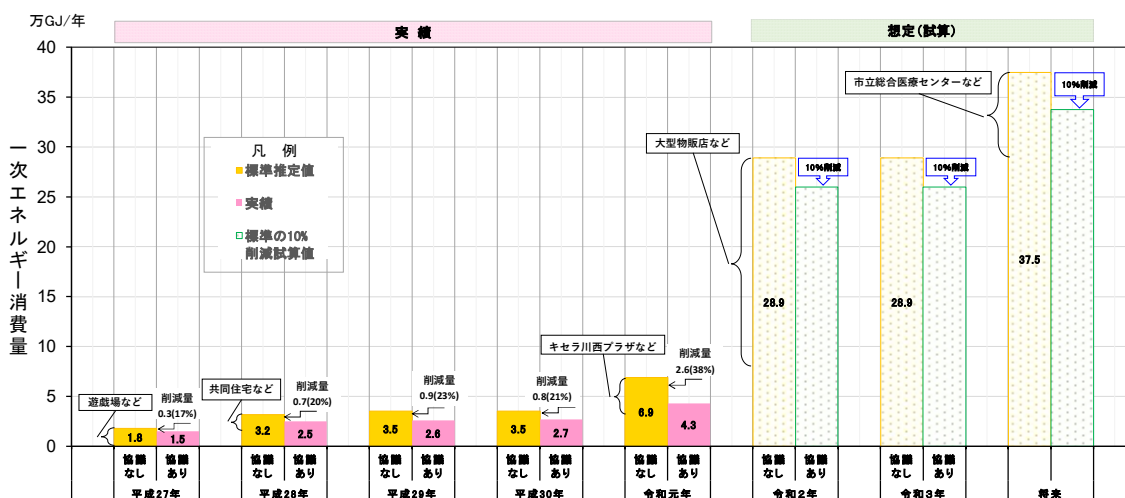 万GJ/年
実 績
想定(試算)
40
35
30
25
20
15
10
5
0
一次エネルギー消費量
凡 例
標準推定値
実績
標準の10%
削減試算値
遊戯場など
共同住宅など
キセラ川西プラザなど
大型物販店など
市立総合医療センターなど
削減量
0.3(17%)
削減量
0.7(20%)
削減量
0.9(23%)
削減量
0.8(21%)
削減量
2.6(38%)
10%削減
10%削減
10%削減
1.8
1.5
3.2
2.5
3.5
2.6
3.5
2.7
6.9
4.3
28.9
28.9
37.5
協議なし
協議あり
協議なし
協議あり
協議なし
協議あり
協議なし
協議あり
協議なし
協議あり
協議なし
協議あり
協議なし
協議あり
平成27年
平成28年
平成29年
平成30年
令和元年
令和2年
令和3年
将来